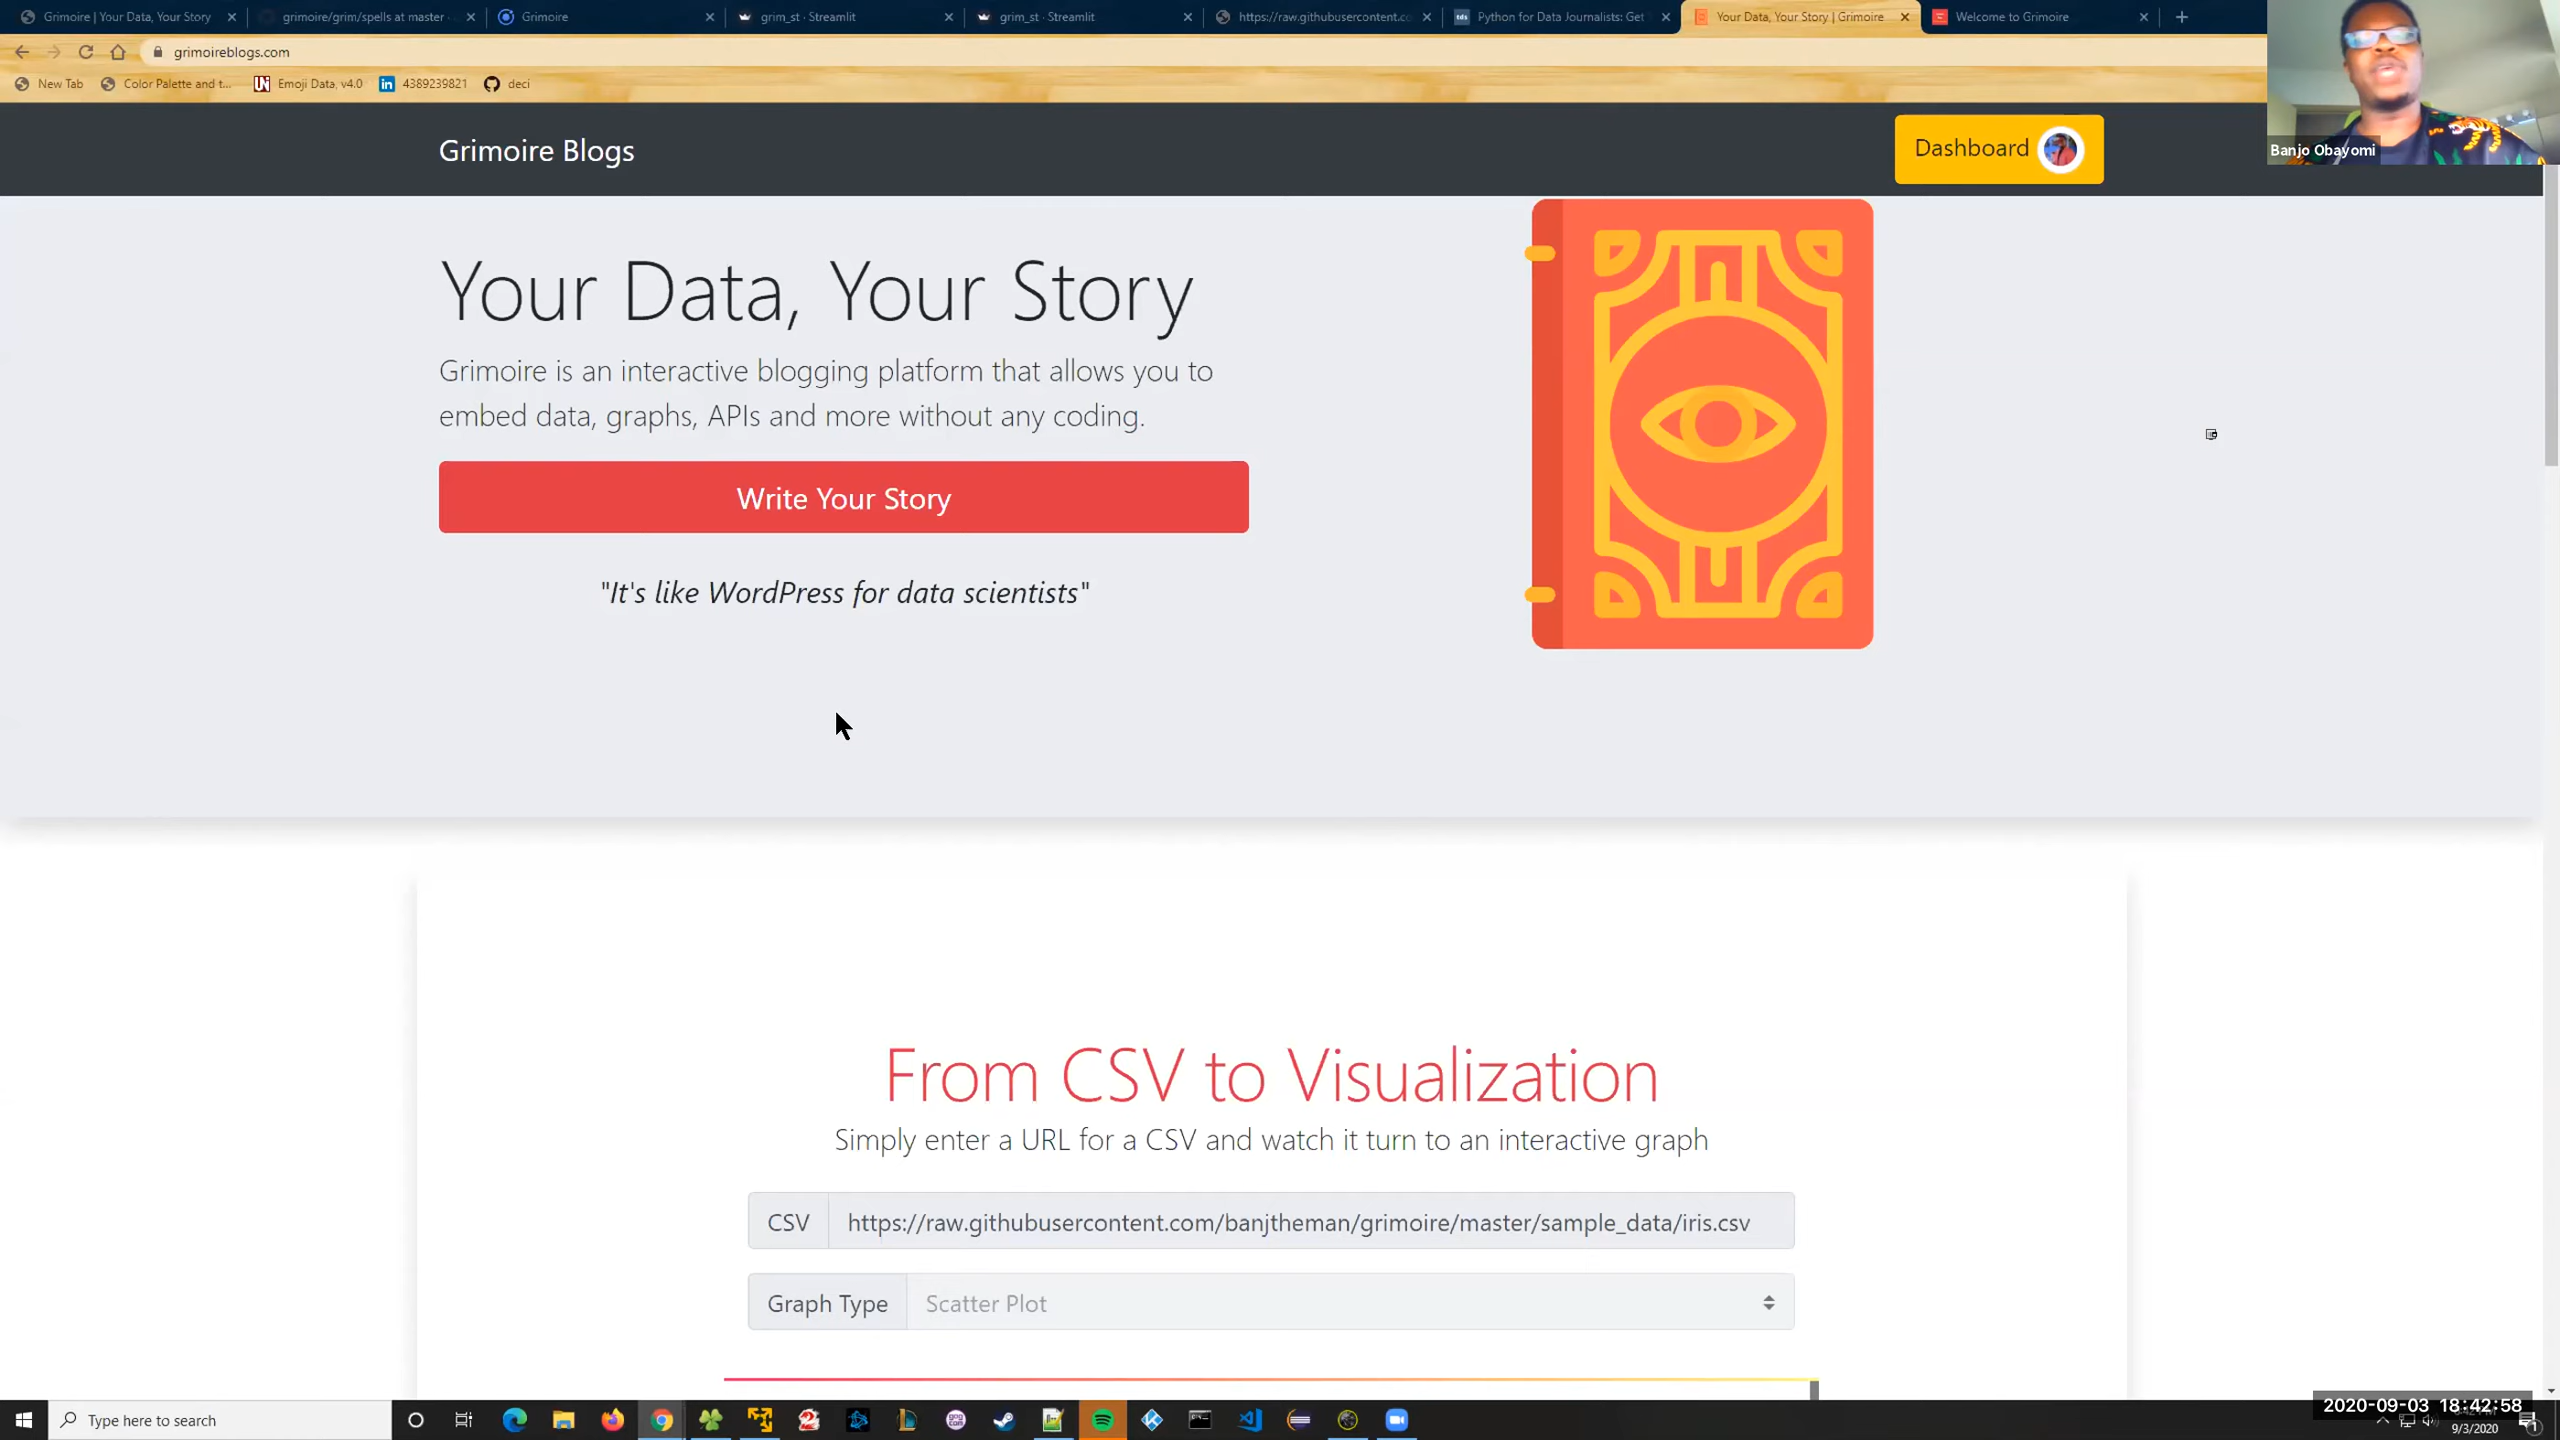 Grimoire | Your Data, Your Story
grimoire/grim/spells at master ·
Grimoire
grim_st · Streamlit
grim_st · Streamlit
https://raw.githubusercontent.co
Python for Data Journalists: Get
Your Data, Your Story | Grimoire
Welcome to Grimoire
grimoireblogs.com
New Tab
Color Palette and t...
Emoji Data, v4.0
4389239821
deci
Banjo Obayomi
Grimoire Blogs
Dashboard
Your Data, Your Story
Grimoire is an interactive blogging platform that allows you to
embed data, graphs, APIs and more without any coding.
Write Your Story
"It's like WordPress for data scientists"
From CSV to Visualization
Simply enter a URL for a CSV and watch it turn to an interactive graph
CSV
https://raw.githubusercontent.com/banjtheman/grimoire/master/sample_data/iris.csv
Graph Type
Scatter Plot
Type here to search
2020-09-03 18:42:58
9/3/2020